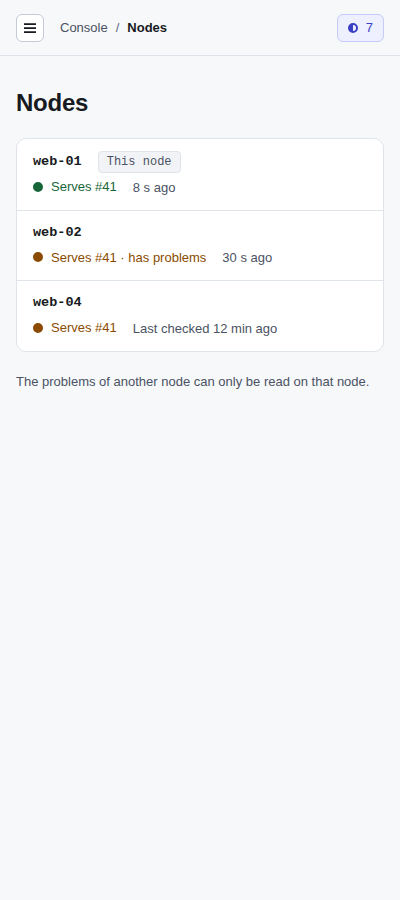 Console / Nodes
7
Nodes
web-01 This node
Serves #41 8 s ago
web-02
Serves #41 · has problems 30 s ago
web-04
Serves #41 Last checked 12 min ago
The problems of another node can only be read on that node.